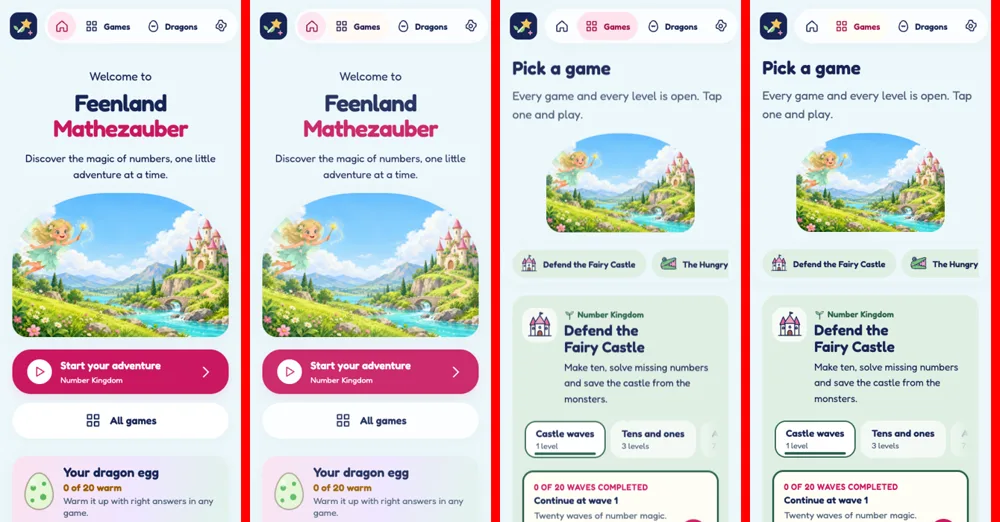 Games
Dragons
Welcome to
Feenland
Mathezauber
Discover the magic of numbers, one little
adventure at a time.
Start your adventure
Number Kingdom
All games
Your dragon egg
0 of 20 warm
Warm it up with right answers in any
game.
Games
Dragons
Welcome to
Feenland
Mathezauber
Discover the magic of numbers, one little
adventure at a time.
Start your adventure
Number Kingdom
All games
Your dragon egg
0 of 20 warm
Warm it up with right answers in any
game.
Games
Dragons
Pick a game
Every game and every level is open. Tap
one and play.
Defend the Fairy Castle
The Hungry
Number Kingdom
Defend the
Fairy Castle
Make ten, solve missing numbers
and save the castle from the
monsters.
Castle waves
1 level
Tens and ones
3 levels
0 OF 20 WAVES COMPLETED
Continue at wave 1
Twenty waves of number magic.
Games
Dragons
Pick a game
Every game and every level is open. Tap
one and play.
Defend the Fairy Castle
The Hungry
Number Kingdom
Defend the
Fairy Castle
Make ten, solve missing numbers
and save the castle from the
monsters.
Castle waves
1 level
Tens and ones
3 levels
0 OF 20 WAVES COMPLETED
Continue at wave 1
Twenty waves of number magic.